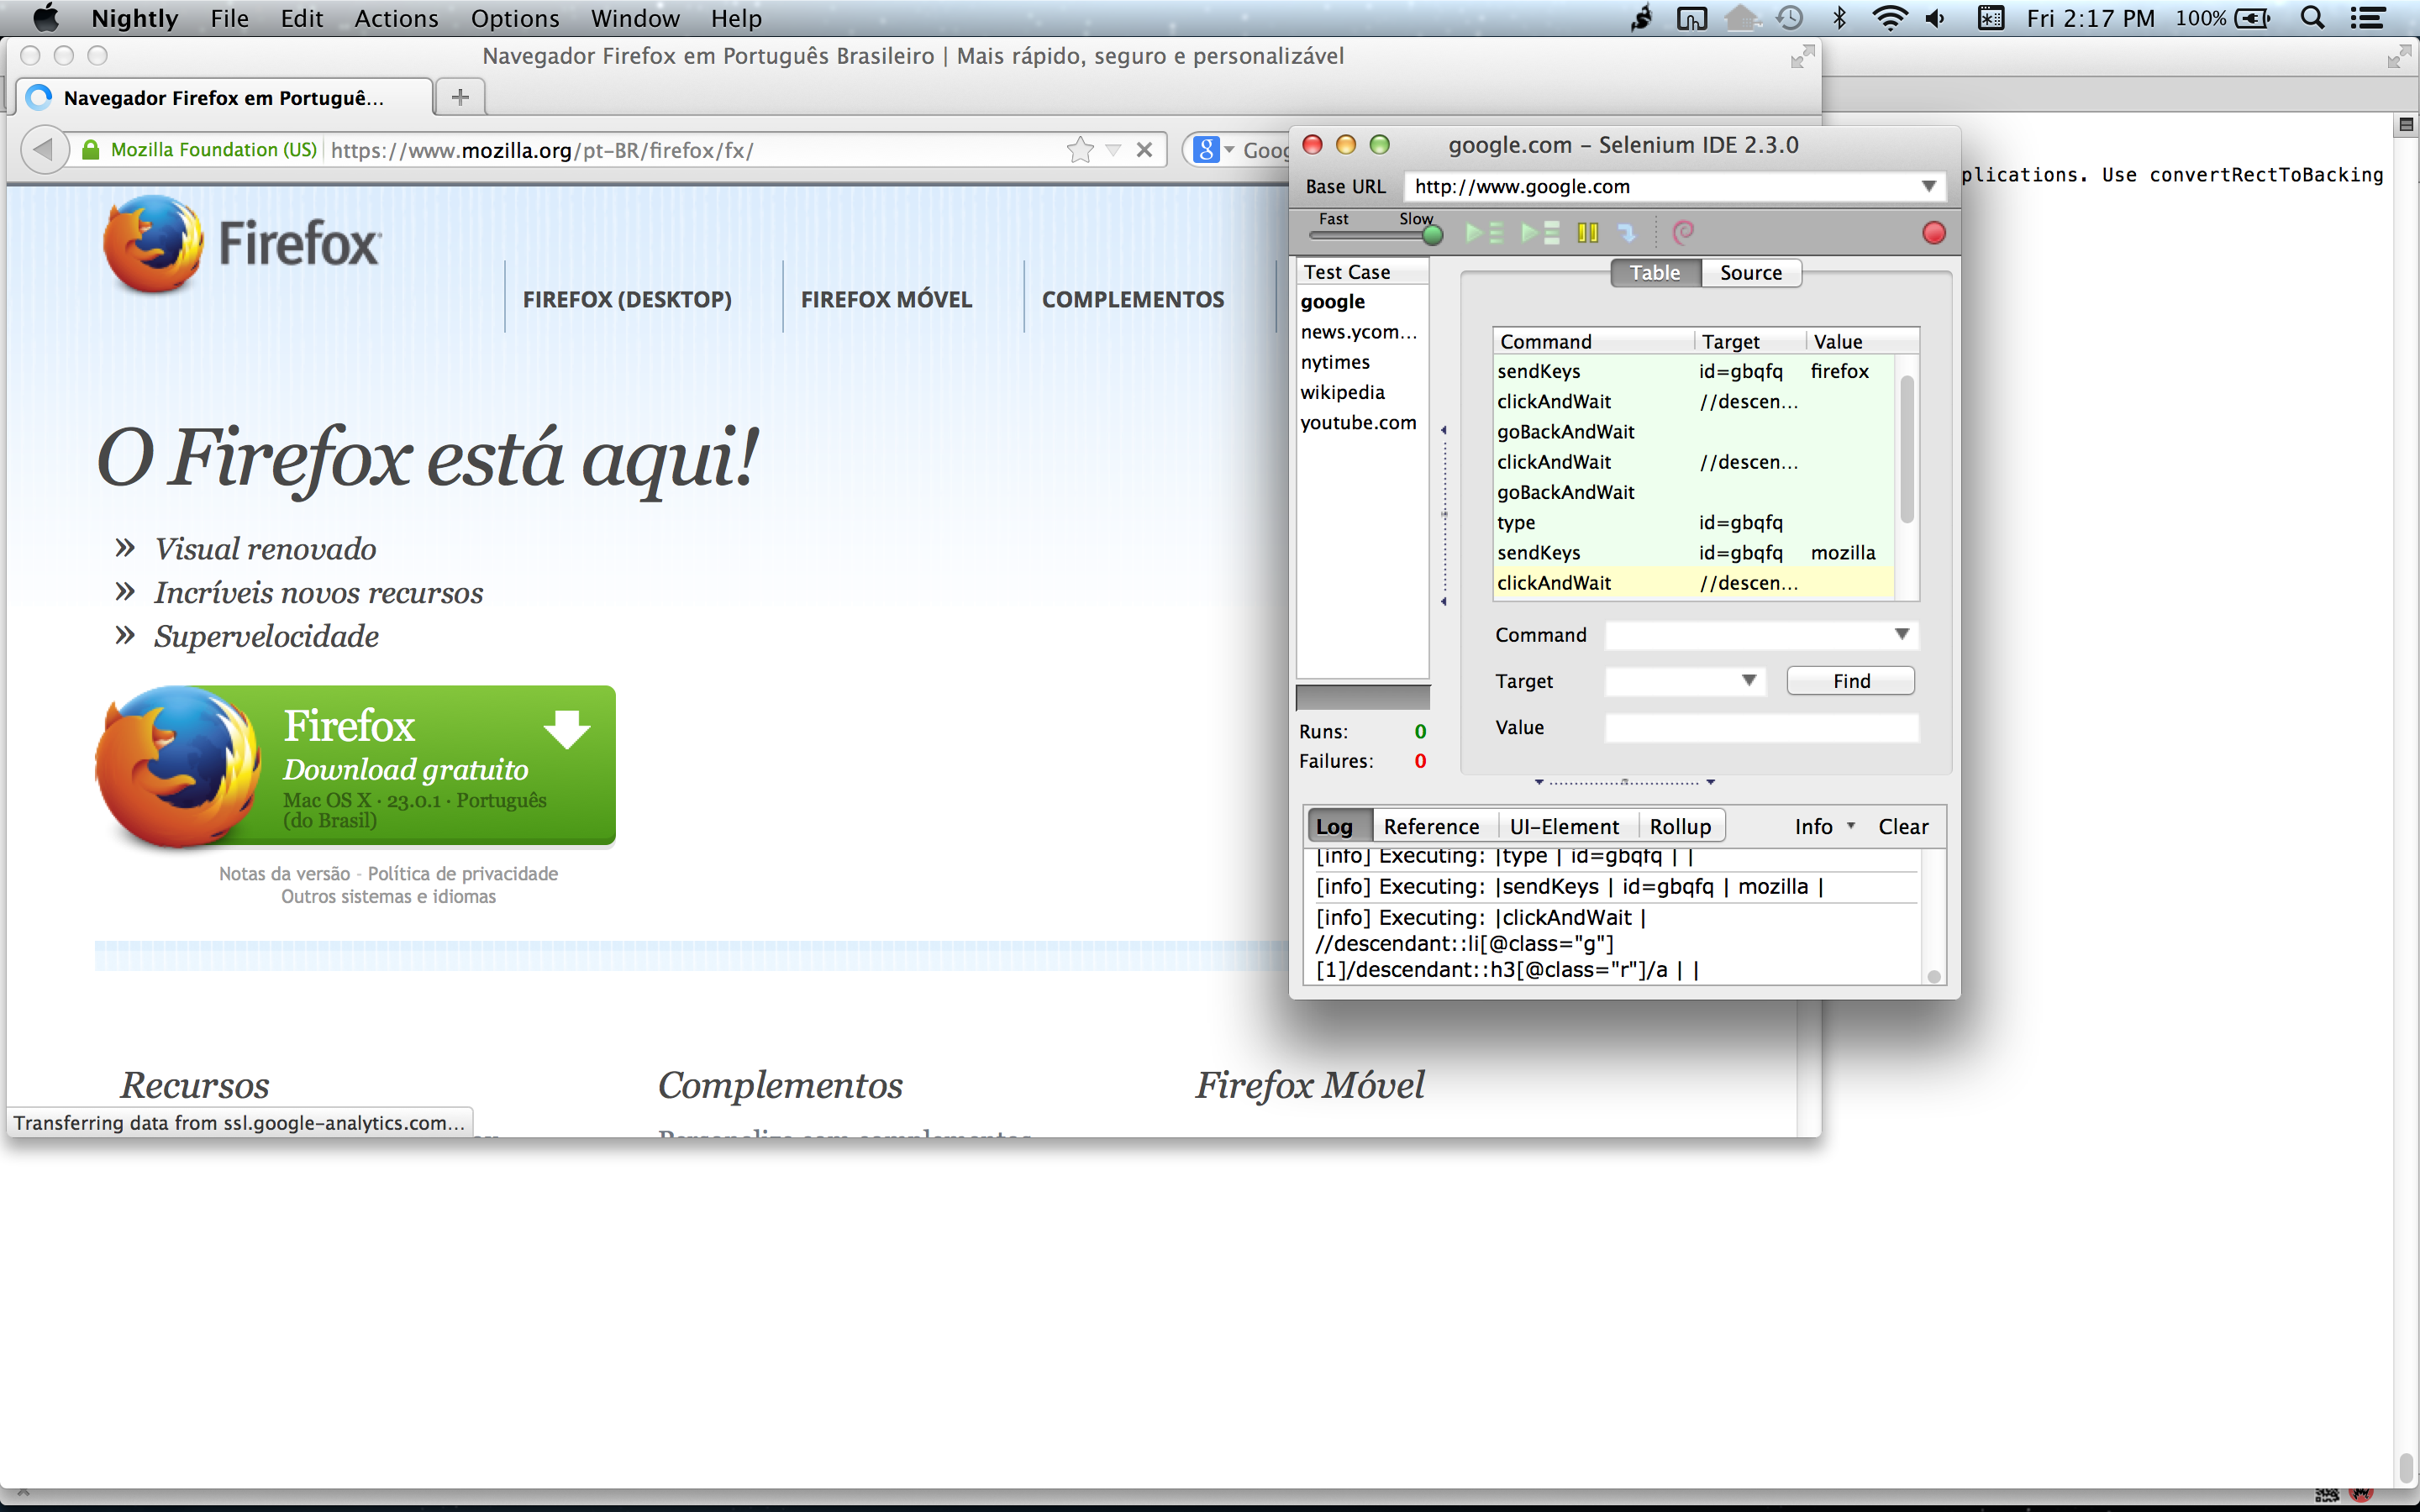 Nightly File Edit Actions Options Window Help Fri 2:17 PM 100%
Navegador Firefox em Português Brasileiro | Mais rápido, seguro e personalizável
Navegador Firefox em Portuguê...
Mozilla Foundation (US) https://www.mozilla.org/pt-BR/firefox/fx/
Firefox
FIREFOX (DESKTOP) FIREFOX MÓVEL COMPLEMENTOS
O Firefox está aqui!
» Visual renovado
» Incríveis novos recursos
» Supervelocidade
Firefox
Download gratuito
Mac OS X · 23.0.1 · Português
(do Brasil)
Notas da versão - Política de privacidade
Outros sistemas e idiomas
Recursos Complementos Firefox Móvel
Personalize com complementos
Transferring data from ssl.google-analytics.com...
google.com – Selenium IDE 2.3.0
Base URL http://www.google.com
Fast Slow
Test Case
google
news.ycom...
nytimes
wikipedia
youtube.com
Runs: 0
Failures: 0
Table Source
Command Target Value
sendKeys id=gbqfq firefox
clickAndWait //descen...
goBackAndWait
clickAndWait //descen...
goBackAndWait
type id=gbqfq
sendKeys id=gbqfq mozilla
clickAndWait //descen...
Command
Target Find
Value
Log Reference UI-Element Rollup Info Clear
[info] Executing: |type | id=gbqfq | |
[info] Executing: |sendKeys | id=gbqfq | mozilla |
[info] Executing: |clickAndWait |
//descendant::li[@class="g"]
[1]/descendant::h3[@class="r"]/a | |
plications. Use convertRectToBacking